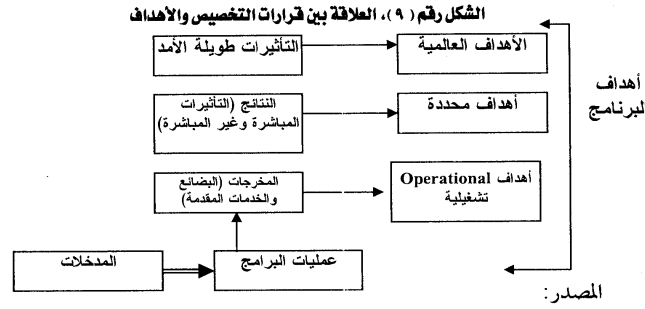 الشكل رقم (٩)، العلاقة بين قرارات التخصيص والأهداف
الأهداف العالمية
التأثيرات طويلة الأمد
أهداف
لبرنامج
أهداف محددة
النتائج (التأثيرات
المباشرة وغير المباشرة)
أهداف Operational
تشغيلية
المخرجات (البضائع
والخدمات المقدمة)
عمليات البرامج
المدخلات
المصدر: